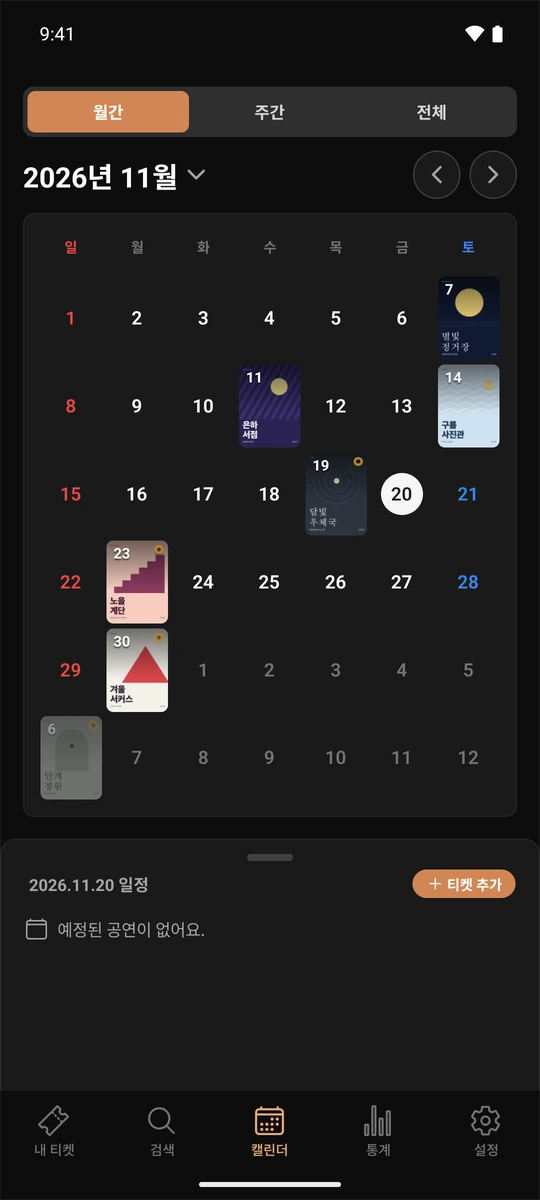 9:41
월간 주간 전체
2026년 11월
일 월 화 수 목 금 토
1 2 3 4 5 6 7
별빛
정거장
8 9 10 11 12 13 14
은하
서점
구름
사진관
15 16 17 18 19 20 21
달빛
우체국
22 23 24 25 26 27 28
노을
계단
29 30 1 2 3 4 5
겨울
서커스
6 7 8 9 10 11 12
안개
정원
2026.11.20 일정
+ 티켓 추가
예정된 공연이 없어요.
내 티켓 검색 캘린더 통계 설정